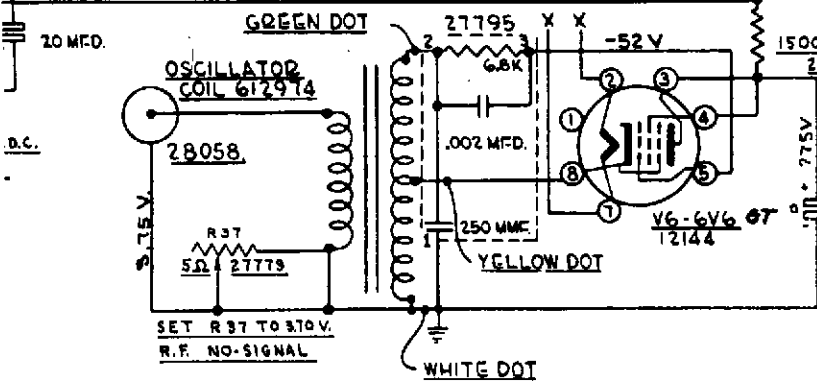 GREEN DOT
27795
X X
20 MFD.
2 3
-52 V
6.8K
1500
2
OSCILLATOR
COIL 612974
2 3
1 4
.002 MFD.
D.C.
28058
8 5
775V
7
3.75 V.
R37
250 MMF.
V6-6V6 GT
12144
5Ω 27779
1
YELLOW DOT
SET R37 TO 3.70 V.
R.F. NO-SIGNAL
WHITE DOT